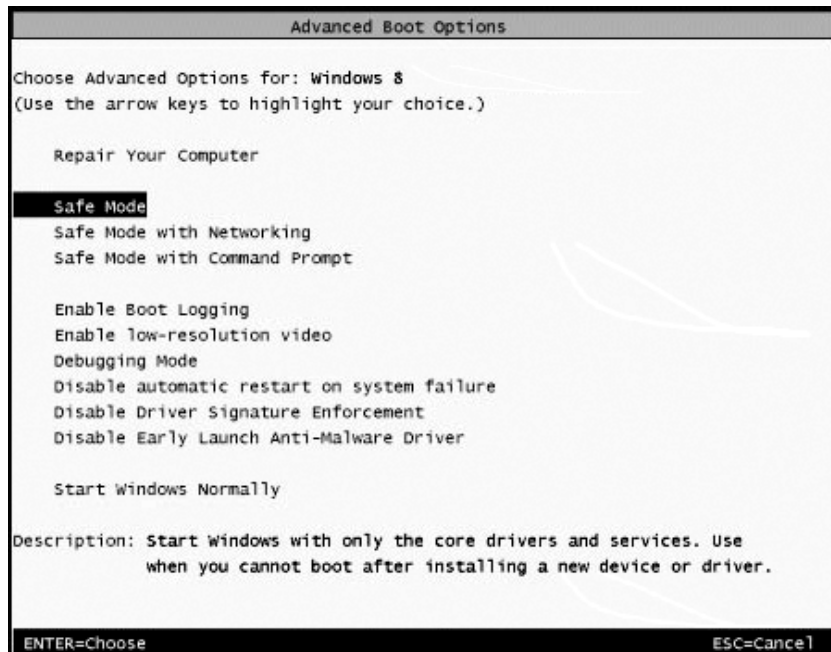 Advanced Boot Options
Choose Advanced Options for: Windows 8
(Use the arrow keys to highlight your choice.)
Repair Your Computer
Safe Mode
Safe Mode with Networking
Safe Mode with Command Prompt
Enable Boot Logging
Enable low-resolution video
Debugging Mode
Disable automatic restart on system failure
Disable Driver Signature Enforcement
Disable Early Launch Anti-Malware Driver
Start Windows Normally
Description: Start Windows with only the core drivers and services. Use
when you cannot boot after installing a new device or driver.
ENTER=Choose ESC=Cancel